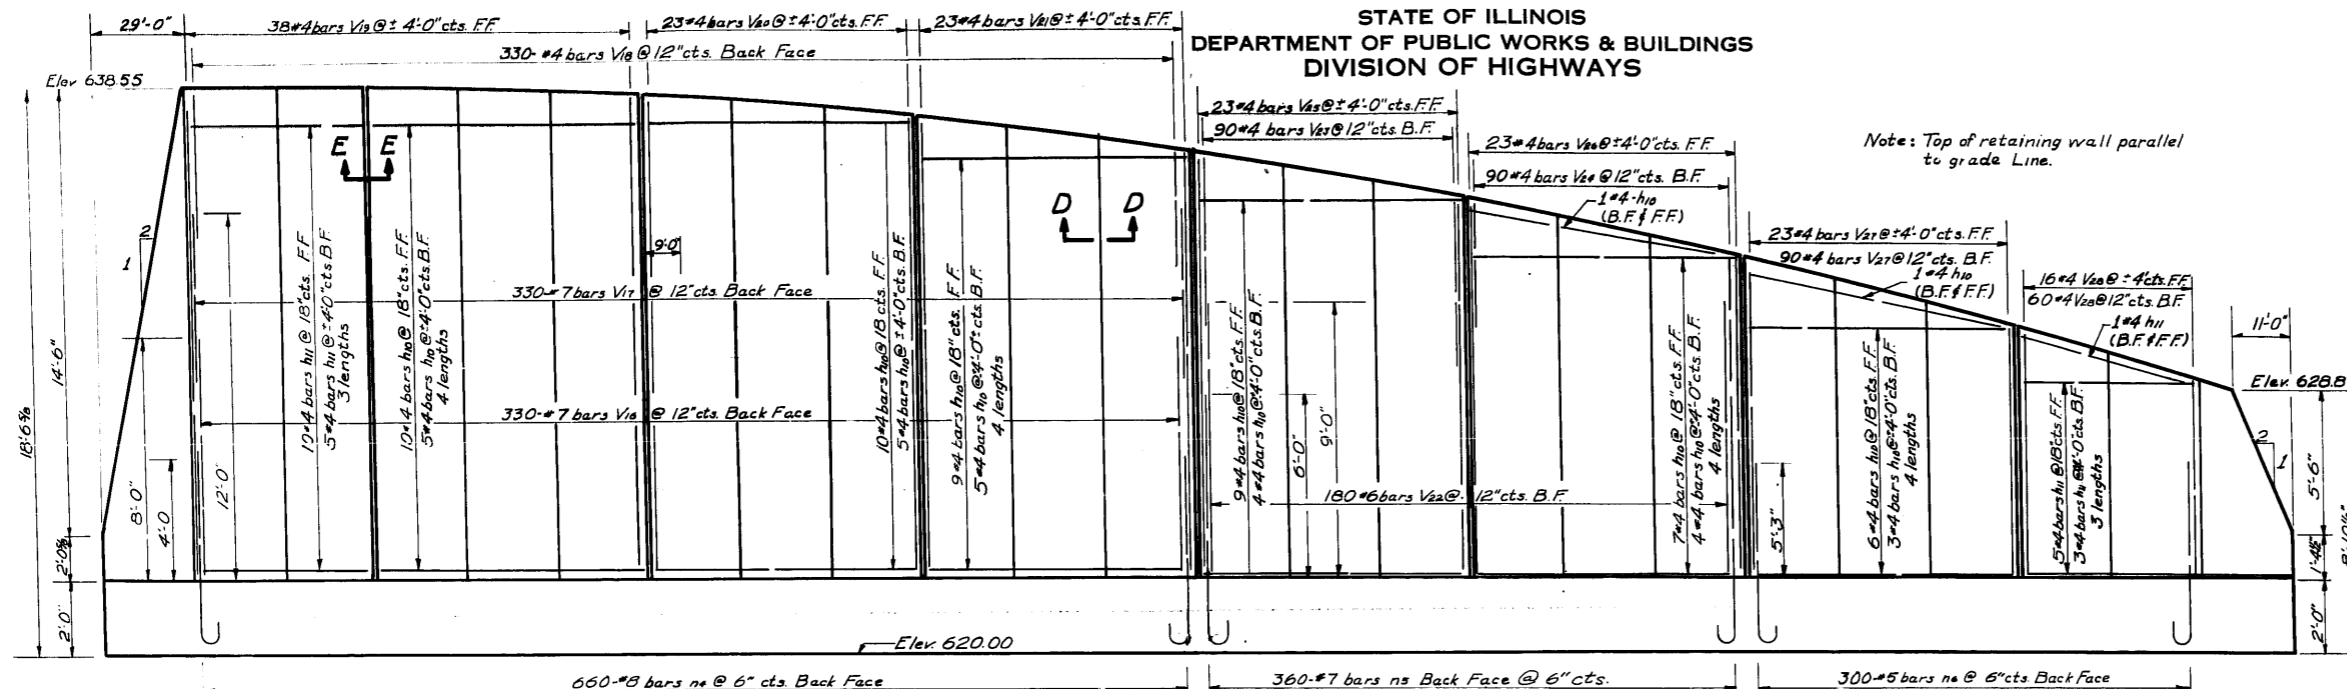 STATE OF ILLINOIS
DEPARTMENT OF PUBLIC WORKS & BUILDINGS
DIVISION OF HIGHWAYS
29'-0"
38#4 bars V19 @ ± 4'-0" cts. F.F.
23#4 bars V20 @ ± 4'-0" cts. F.F.
23#4 bars V21 @ ± 4'-0" cts. F.F.
330-#4 bars V18 @ 12" cts. Back Face
Elev 638.55
23#4 bars V25 @ ± 4'-0" cts. F.F.
90#4 bars V23 @ 12" cts. B.F.
23#4 bars V26 @ ±4'-0" cts. F.F.
90#4 bars V24 @ 12" cts. B.F.
1-#4-h10
(B.F. & F.F.)
Note: Top of retaining wall parallel
to grade Line.
23#4 bars V27 @ ±4'-0" cts. F.F.
90#4 bars V27 @ 12" cts. B.F.
1#4 h10
(B.F. & F.F.)
16#4 V28 @ ±4' cts. F.F.
60#4 V28 @ 12" cts. B.F.
1#4 h11
(B.F. & F.F.)
11'-0"
Elev. 628.8
E E
D D
2
1
9'-0"
18'-6⅝"
14'-6"
2'-0⅝"
2'-0"
8'-0"
4'-0
12'-0"
10#4 bars h11 @ 18" cts. F.F.
5#4 bars h11 @ ± 4'-0" cts B.F.
3 lengths
10#4 bars h10 @ 18" cts. F.F.
5#4 bars h10 @ ±4'-0" cts. B.F.
4 lengths
330-#7 bars V17 @ 12" cts. Back Face
330-#7 bars V16 @ 12" cts. Back Face
10#4 bars h10 @ 18" cts. F.F.
5#4 bars h10 @ ±4'-0" cts. B.F.
9#4 bars h10 @ 18" cts. F.F.
5#4 bars h10 @ ±4'-0" cts. B.F.
4 lengths
9#4 bars h10 @ 18" cts. F.F.
4#4 bars h10 @ ±4'-0" cts. B.F.
6'-0"
9'-0"
180#6 bars V22 @ 12" cts. B.F.
7#4 bars h10 @ 18" cts. F.F.
4#4 bars h10 @ ±4'-0" cts. B.F.
4 lengths
5'-3"
6#4 bars h10 @ 18" cts. F.F.
3#4 bars h10 @ ±4'-0" cts. B.F.
4 lengths
5#4 bars h11 @ 18" cts. F.F.
3#4 bars h11 @ ±4'-0" cts. B.F.
3 lengths
2
1
5'-6"
1'-4½"
2'-0"
8'-10½"
Elev. 620.00
660-#8 bars n4 @ 6" cts. Back Face
360-#7 bars n5 Back Face @ 6" cts.
300-#5 bars n6 @ 6" cts. Back Face